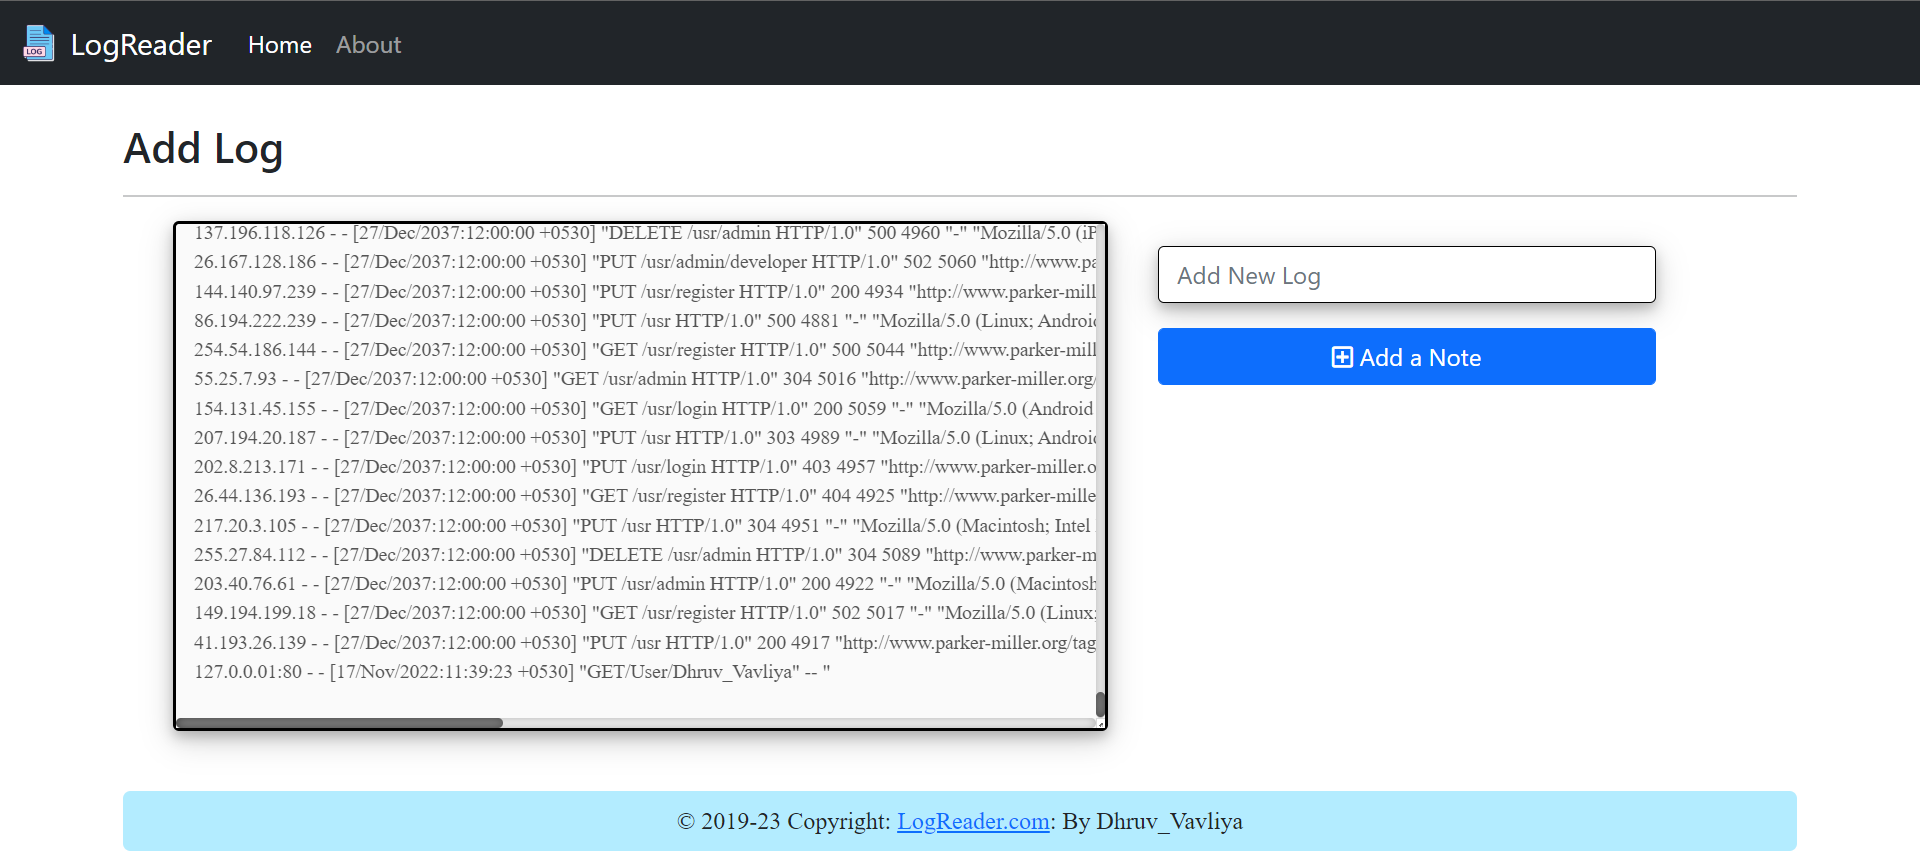 LOG LogReader Home About
Add Log
137.196.118.126 - - [27/Dec/2037:12:00:00 +0530] "DELETE /usr/admin HTTP/1.0" 500 4960 "-" "Mozilla/5.0 (iP
26.167.128.186 - - [27/Dec/2037:12:00:00 +0530] "PUT /usr/admin/developer HTTP/1.0" 502 5060 "http://www.pa
144.140.97.239 - - [27/Dec/2037:12:00:00 +0530] "PUT /usr/register HTTP/1.0" 200 4934 "http://www.parker-mill
86.194.222.239 - - [27/Dec/2037:12:00:00 +0530] "PUT /usr HTTP/1.0" 500 4881 "-" "Mozilla/5.0 (Linux; Androi
254.54.186.144 - - [27/Dec/2037:12:00:00 +0530] "GET /usr/register HTTP/1.0" 500 5044 "http://www.parker-mill
55.25.7.93 - - [27/Dec/2037:12:00:00 +0530] "GET /usr/admin HTTP/1.0" 304 5016 "http://www.parker-miller.org/
154.131.45.155 - - [27/Dec/2037:12:00:00 +0530] "GET /usr/login HTTP/1.0" 200 5059 "-" "Mozilla/5.0 (Android
207.194.20.187 - - [27/Dec/2037:12:00:00 +0530] "PUT /usr HTTP/1.0" 303 4989 "-" "Mozilla/5.0 (Linux; Androi
202.8.213.171 - - [27/Dec/2037:12:00:00 +0530] "PUT /usr/login HTTP/1.0" 403 4957 "http://www.parker-miller.o
26.44.136.193 - - [27/Dec/2037:12:00:00 +0530] "GET /usr/register HTTP/1.0" 404 4925 "http://www.parker-mille
217.20.3.105 - - [27/Dec/2037:12:00:00 +0530] "PUT /usr HTTP/1.0" 304 4951 "-" "Mozilla/5.0 (Macintosh; Intel
255.27.84.112 - - [27/Dec/2037:12:00:00 +0530] "DELETE /usr/admin HTTP/1.0" 304 5089 "http://www.parker-m
203.40.76.61 - - [27/Dec/2037:12:00:00 +0530] "PUT /usr/admin HTTP/1.0" 200 4922 "-" "Mozilla/5.0 (Macintosh
149.194.199.18 - - [27/Dec/2037:12:00:00 +0530] "GET /usr/register HTTP/1.0" 502 5017 "-" "Mozilla/5.0 (Linux;
41.193.26.139 - - [27/Dec/2037:12:00:00 +0530] "PUT /usr HTTP/1.0" 200 4917 "http://www.parker-miller.org/tag
127.0.0.01:80 - - [17/Nov/2022:11:39:23 +0530] "GET/User/Dhruv_Vavliya" -- "
Add New Log
Add a Note
© 2019-23 Copyright: LogReader.com: By Dhruv_Vavliya